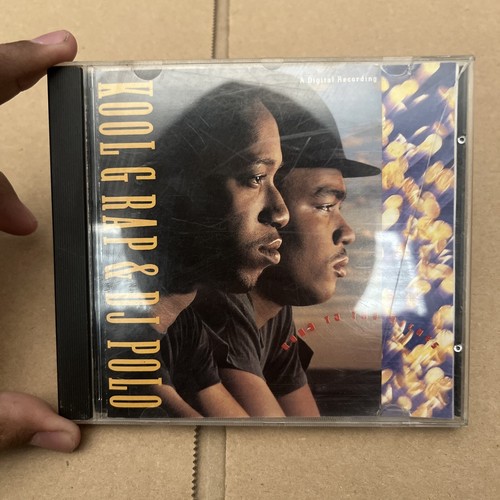 A Digital Recording
KOOL G RAP & DJ POLO